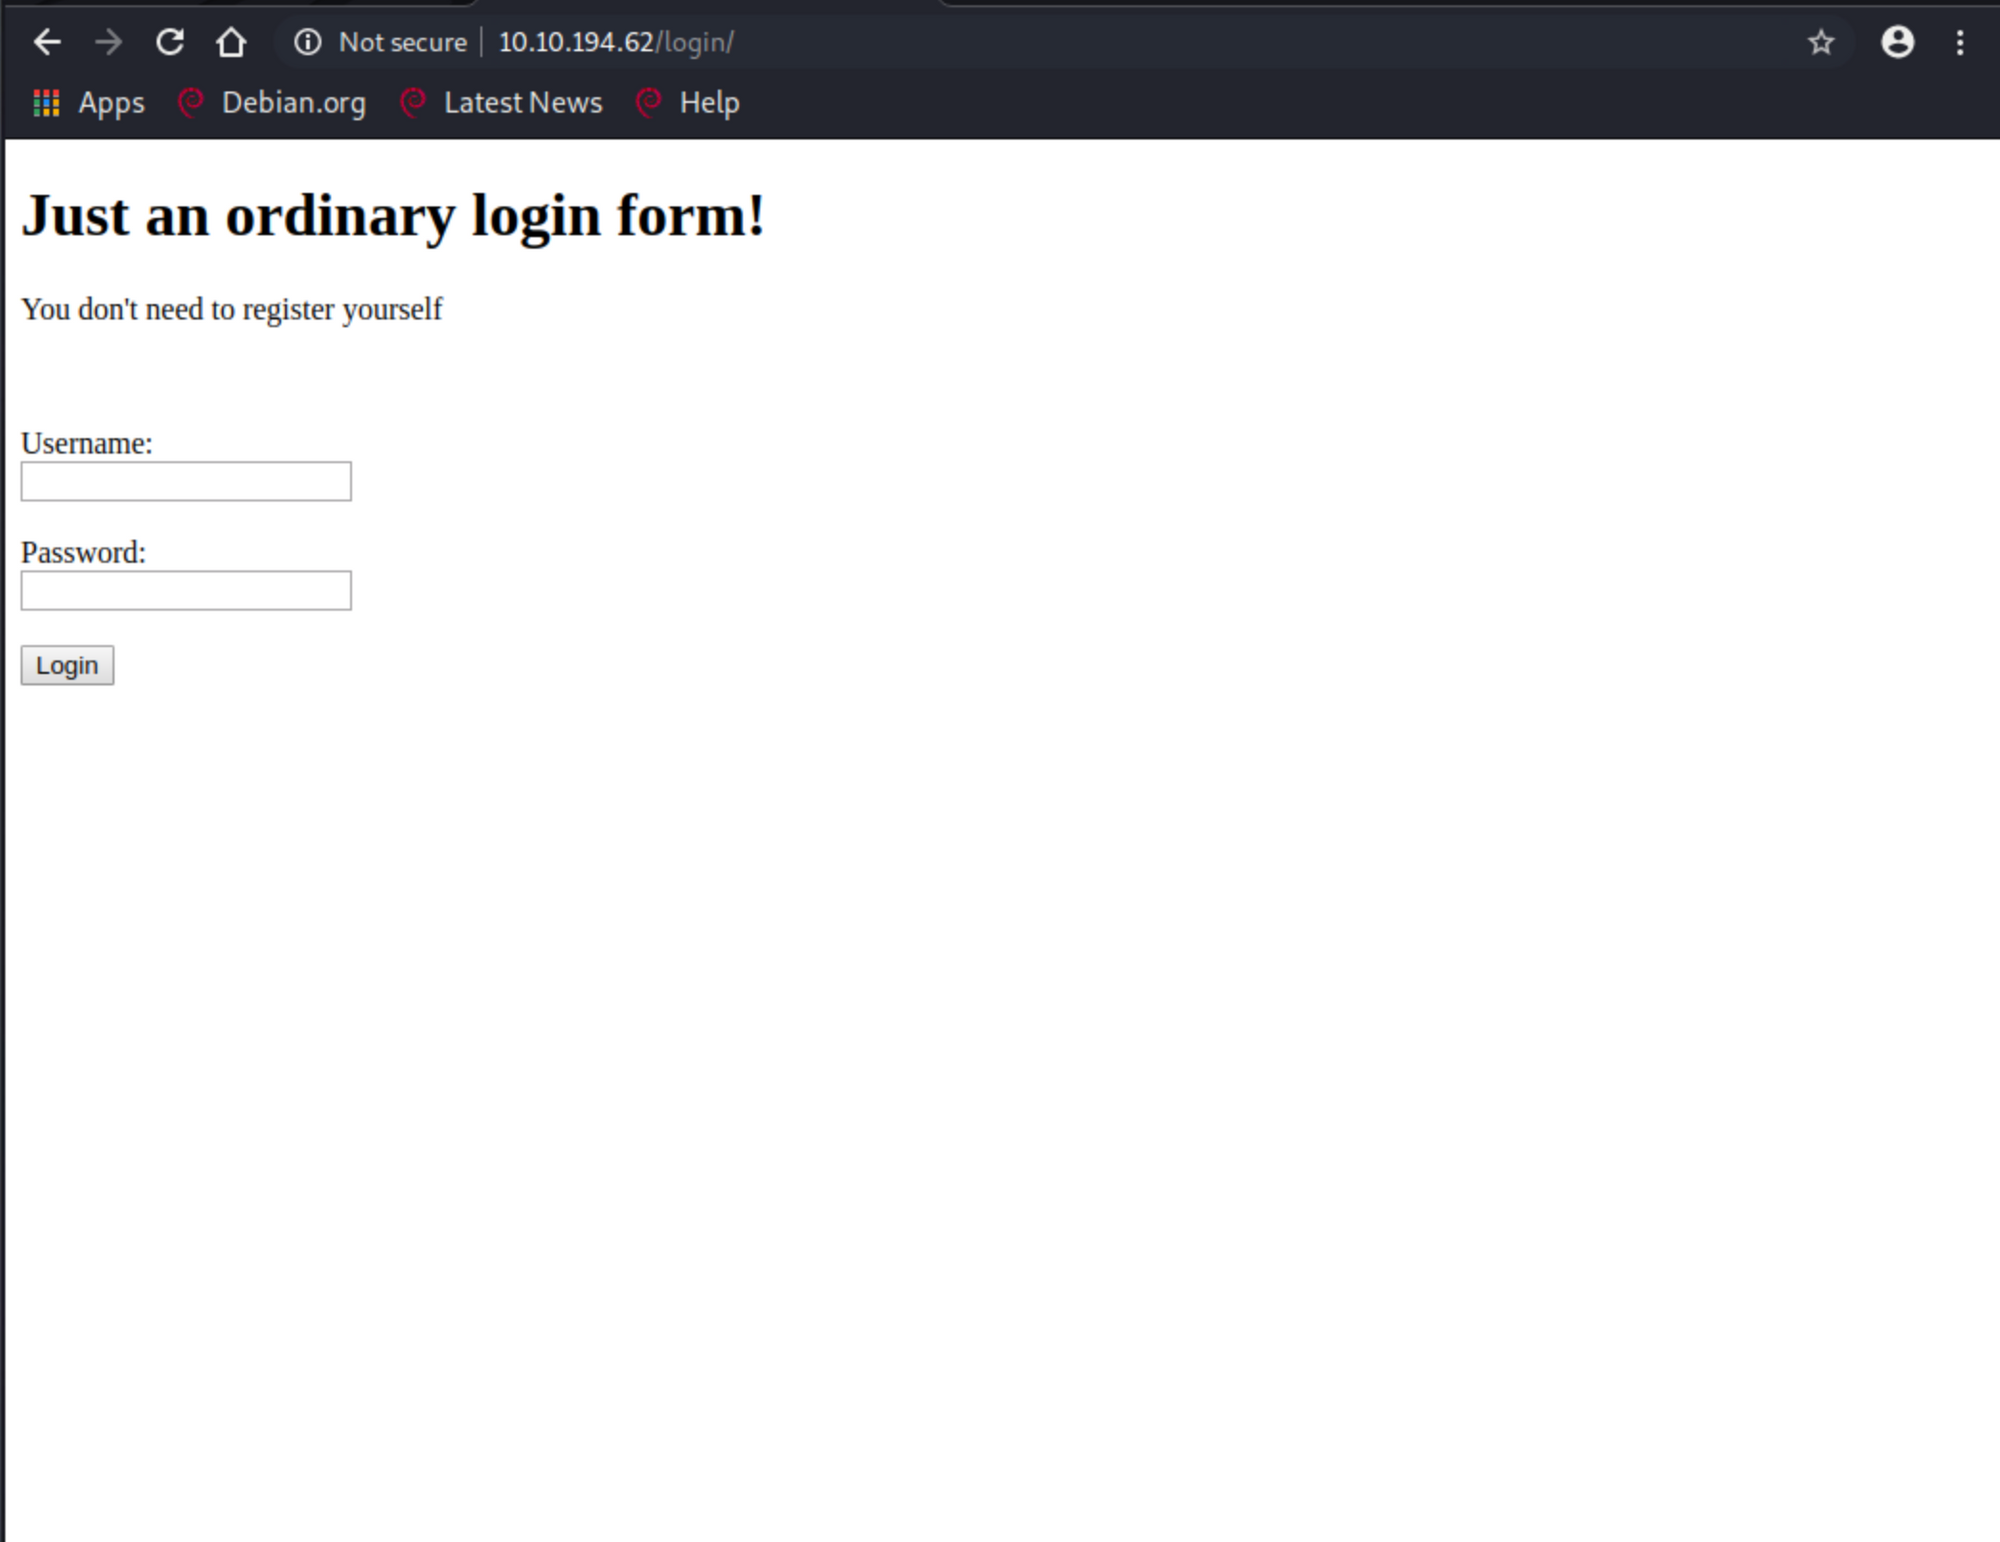 Not secure 10.10.194.62/login/
Apps Debian.org Latest News Help
Just an ordinary login form!
You don't need to register yourself
Username:
Password:
Login